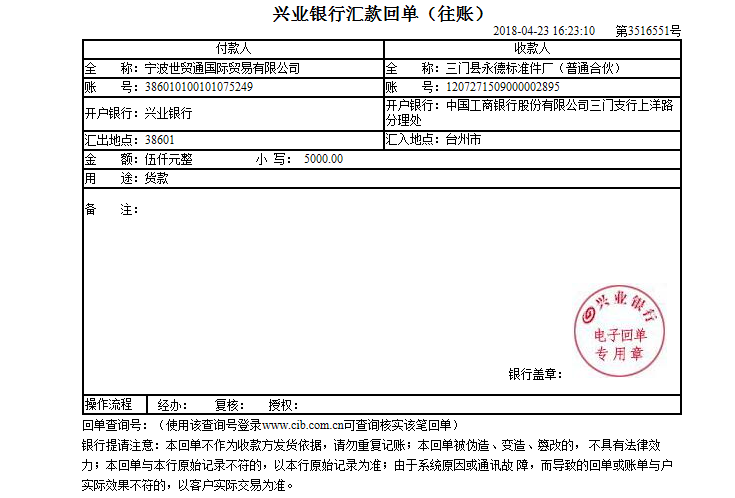 兴业银行汇款回单（往账）
2018-04-23 16:23:10 第3516551号
付款人 收款人
全 称：宁波世贸通国际贸易有限公司 全 称：三门县永德标准件厂（普通合伙）
账 号：386010100101075249 账 号：1207271509000002895
开户银行：兴业银行 开户银行：中国工商银行股份有限公司三门支行上洋路
分理处
汇出地点：38601 汇入地点：台州市
金 额：伍仟元整 小 写： 5000.00
用 途：货款
备 注：
兴业银行
电子回单
专用章
银行盖章：
操作流程 经办： 复核： 授权：
回单查询号：（使用该查询号登录www.cib.com.cn可查询核实该笔回单）
银行提请注意：本回单不作为收款方发货依据，请勿重复记账；本回单被伪造、变造、篡改的， 不具有法律效
力；本回单与本行原始记录不符的，以本行原始记录为准；由于系统原因或通讯故 障，而导致的回单或账单与户
实际效果不符的，以客户实际交易为准。